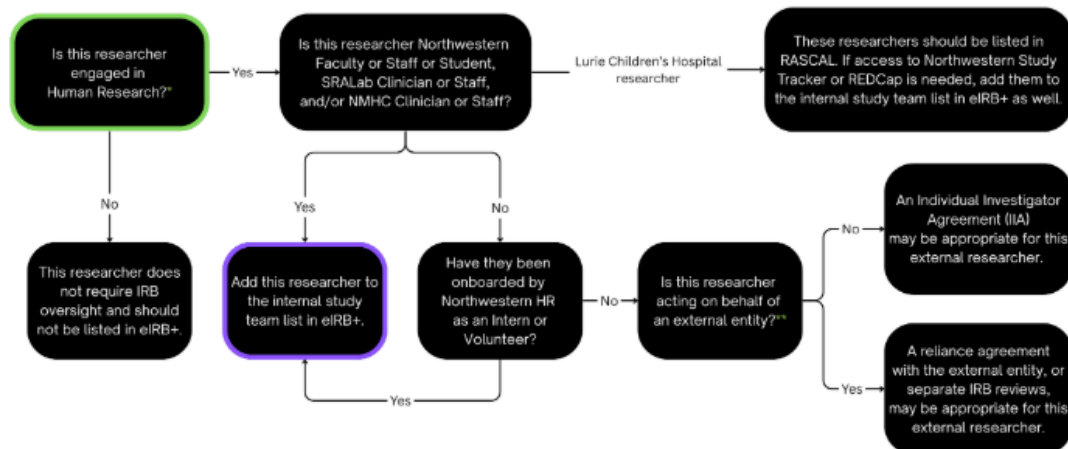 Is this researcher
engaged in
Human Research?*
Yes
Is this researcher Northwestern
Faculty or Staff or Student,
SRALab Clinician or Staff,
and/or NMHC Clinician or Staff?
Lurie Children's Hospital
researcher
These researchers should be listed in
RASCAL. If access to Northwestern Study
Tracker or REDCap is needed, add them to
the internal study team list in eIRB+ as well.
No
This researcher does
not require IRB
oversight and should
not be listed in eIRB+.
Yes
Add this researcher to
the internal study
team list in eIRB+.
No
Have they been
onboarded by
Northwestern HR
as an Intern or
Volunteer?
Yes
No
Is this researcher
acting on behalf of
an external entity?**
No
An Individual Investigator
Agreement (IIA)
may be appropriate for this
external researcher.
Yes
A reliance agreement
with the external entity, or
separate IRB reviews,
may be appropriate for this
external researcher.